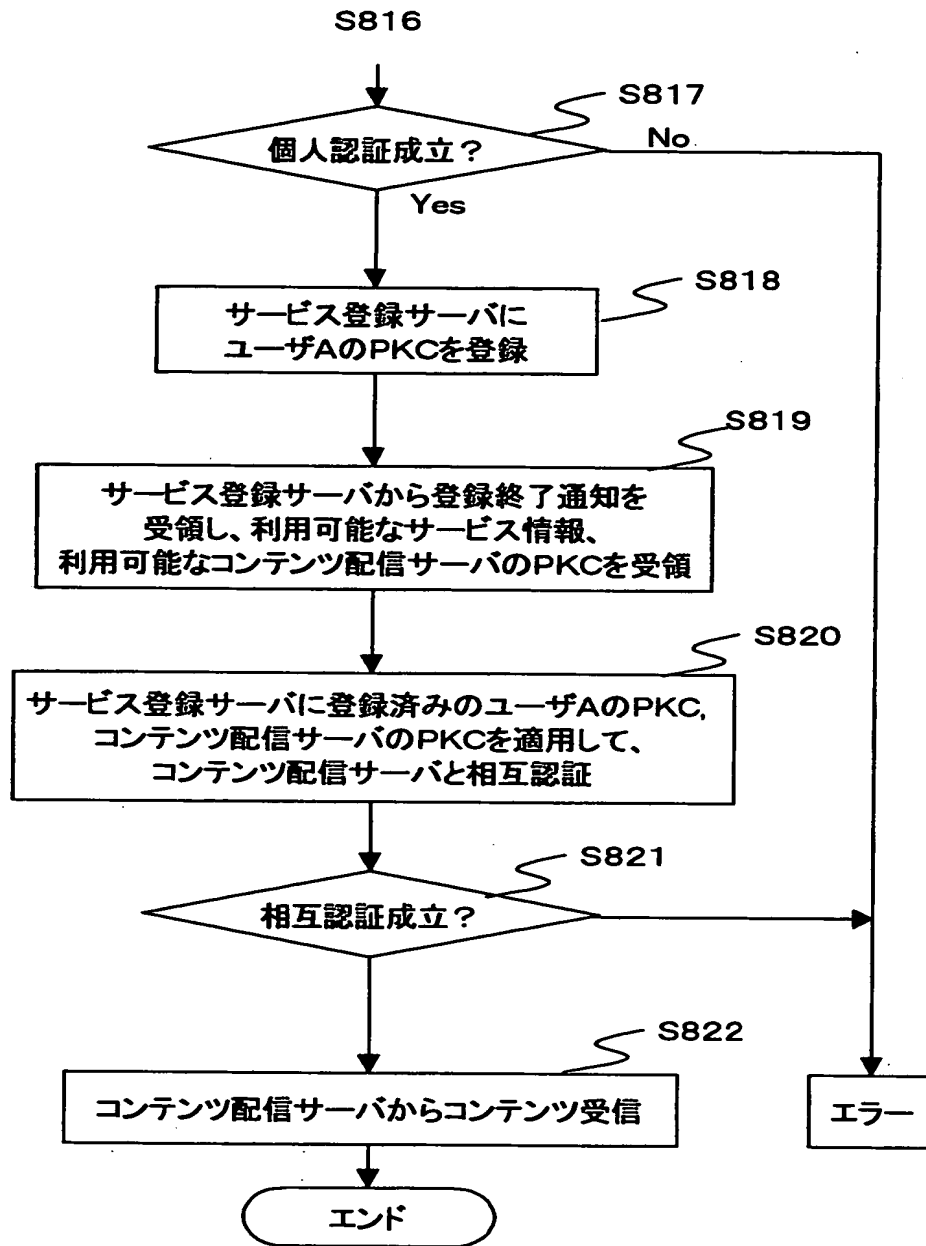 S816
S817
個人認証成立？
No
Yes
S818
サービス登録サーバに
ユーザAのPKCを登録
S819
サービス登録サーバから登録終了通知を
受領し、利用可能なサービス情報、
利用可能なコンテンツ配信サーバのPKCを受領
S820
サービス登録サーバに登録済みのユーザAのPKC,
コンテンツ配信サーバのPKCを適用して、
コンテンツ配信サーバと相互認証
S821
相互認証成立？
S822
コンテンツ配信サーバからコンテンツ受信
エラー
エンド